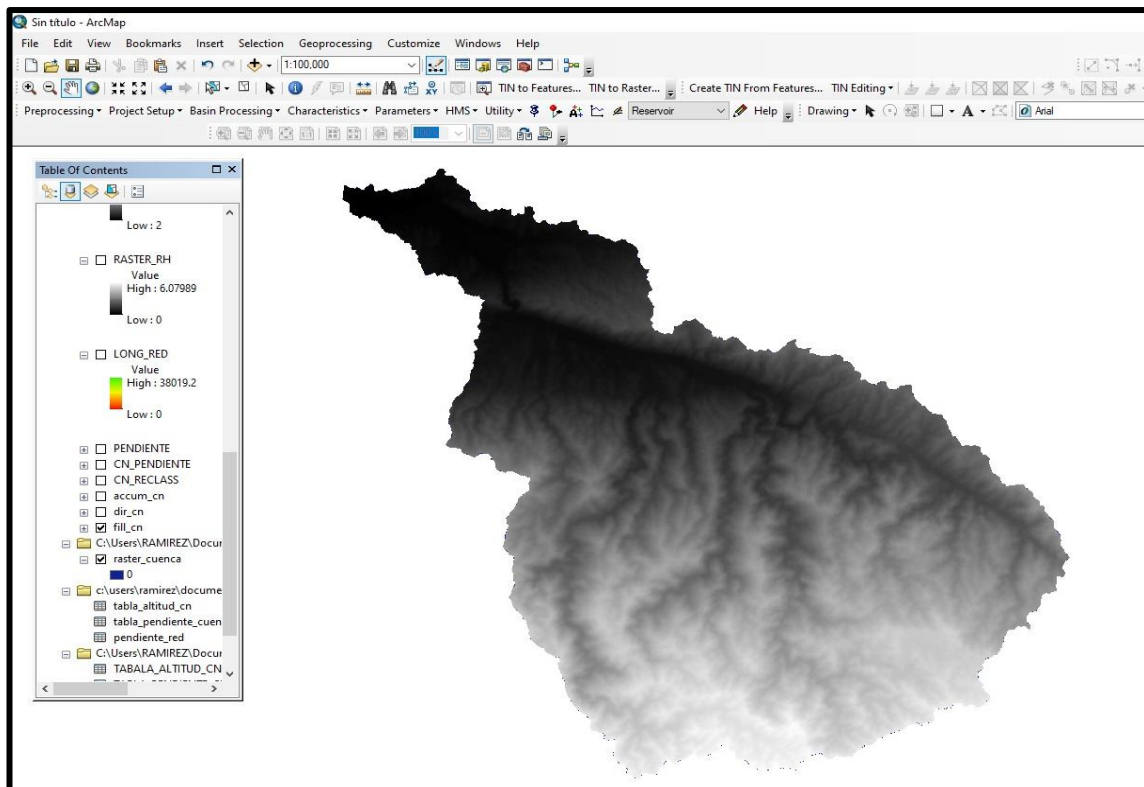 Sin título - ArcMap
File Edit View Bookmarks Insert Selection Geoprocessing Customize Windows Help
1:100,000
TIN to Features... TIN to Raster... Create TIN From Features... TIN Editing
Preprocessing Project Setup Basin Processing Characteristics Parameters HMS Utility Reservoir Help Drawing A Arial
100%
Table Of Contents
Low : 2
RASTER_RH
Value
High : 6.07989
Low : 0
LONG_RED
Value
High : 38019.2
Low : 0
PENDIENTE
CN_PENDIENTE
CN_RECLASS
accum_cn
dir_cn
fill_cn
C:\Users\RAMIREZ\Docur
raster_cuenca
0
c:\users\ramirez\docume
tabla_altitud_cn
tabla_pendiente_cuen
pendiente_red
C:\Users\RAMIREZ\Docur
TABALA_ALTITUD_CN